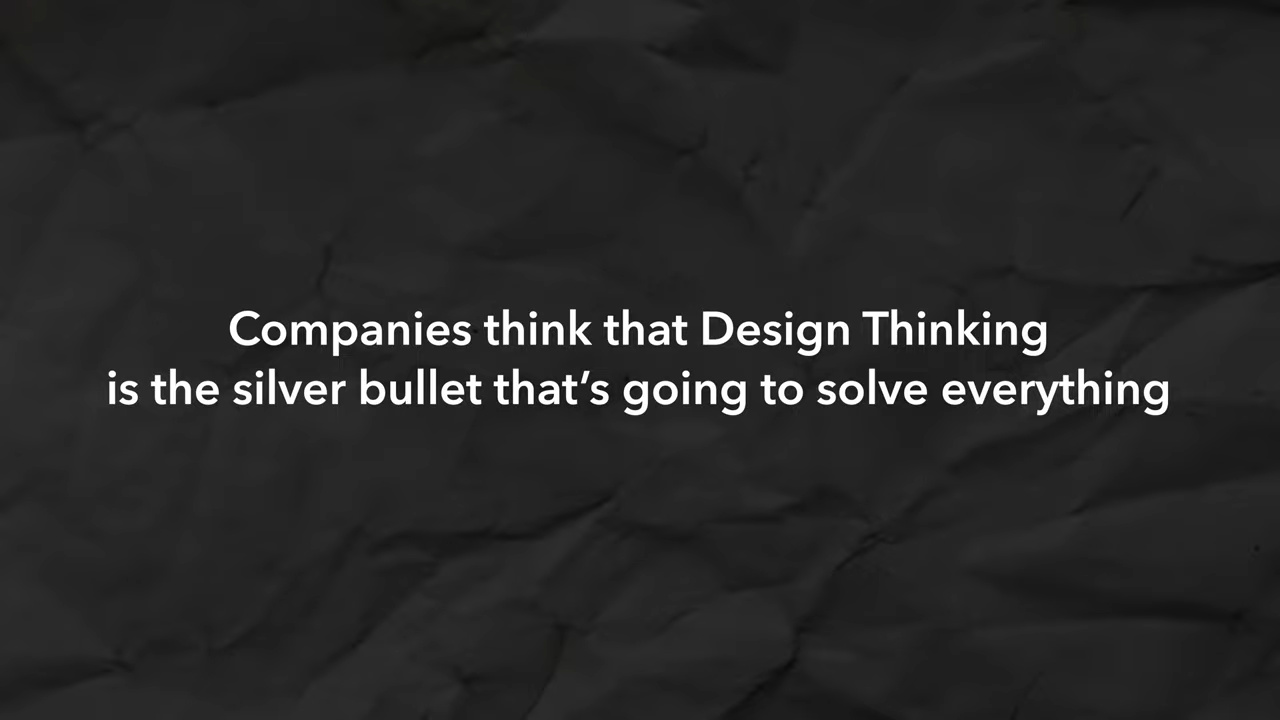 Companies think that Design Thinking
is the silver bullet that’s going to solve everything